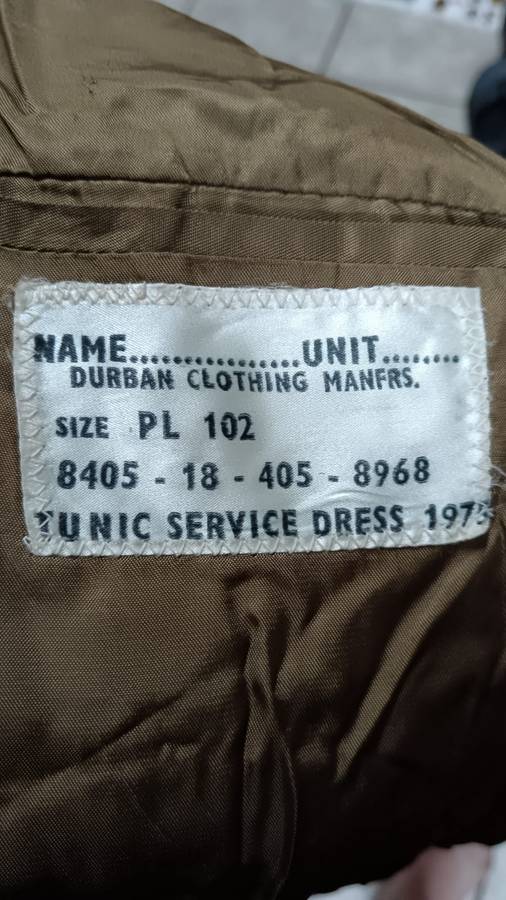 NAME................UNIT........
DURBAN CLOTHING MANFRS.
SIZE PL 102
8405 - 18 - 405 - 8968
TUNIC SERVICE DRESS